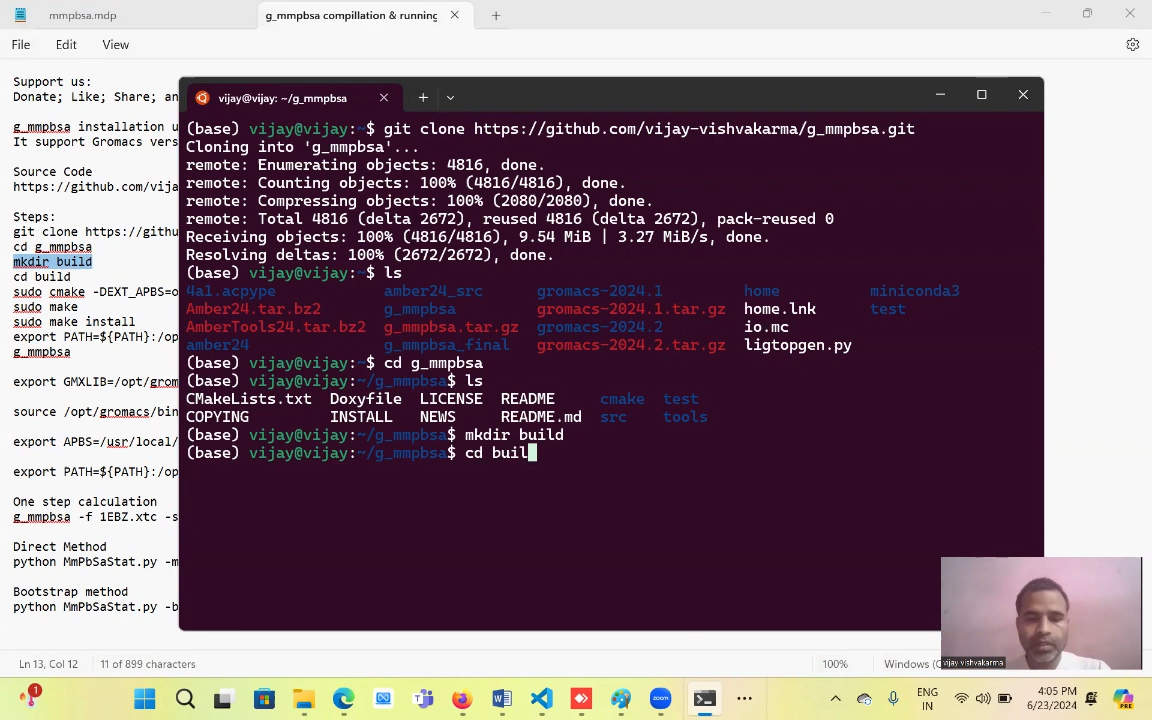 mmpbsa.mdp
g_mmpbsa compillation & running
File Edit View
Support us:
Donate; Like; Share; an
g_mmpbsa installation u
It support Gromacs vers
Source Code
https://github.com/vija
Steps:
git clone https://githu
cd g_mmpbsa
mkdir build
cd build
sudo cmake -DEXT_APBS=o
sudo make
sudo make install
export PATH=${PATH}:/op
g_mmpbsa
export GMXLIB=/opt/grom
source /opt/gromacs/bin
export APBS=/usr/local/
export PATH=${PATH}:/op
One step calculation
g_mmpbsa -f 1EBZ.xtc -s
Direct Method
python MmPbSaStat.py -m
Bootstrap method
python MmPbSaStat.py -b
vijay@vijay: ~/g_mmpbsa
(base) vijay@vijay:~$ git clone https://github.com/vijay-vishvakarma/g_mmpbsa.git
Cloning into 'g_mmpbsa'...
remote: Enumerating objects: 4816, done.
remote: Counting objects: 100% (4816/4816), done.
remote: Compressing objects: 100% (2080/2080), done.
remote: Total 4816 (delta 2672), reused 4816 (delta 2672), pack-reused 0
Receiving objects: 100% (4816/4816), 9.54 MiB | 3.27 MiB/s, done.
Resolving deltas: 100% (2672/2672), done.
(base) vijay@vijay:~$ ls
4a1.acpype amber24_src gromacs-2024.1 home miniconda3
Amber24.tar.bz2 g_mmpbsa gromacs-2024.1.tar.gz home.lnk test
AmberTools24.tar.bz2 g_mmpbsa.tar.gz gromacs-2024.2 io.mc
amber24 g_mmpbsa_final gromacs-2024.2.tar.gz ligtopgen.py
(base) vijay@vijay:~$ cd g_mmpbsa
(base) vijay@vijay:~/g_mmpbsa$ ls
CMakeLists.txt Doxyfile LICENSE README cmake test
COPYING INSTALL NEWS README.md src tools
(base) vijay@vijay:~/g_mmpbsa$ mkdir build
(base) vijay@vijay:~/g_mmpbsa$ cd buil
vijay vishvakarma
Ln 13, Col 12 11 of 899 characters 100% Windows (
1
zoom
ENG
IN
4:05 PM
6/23/2024
PRE